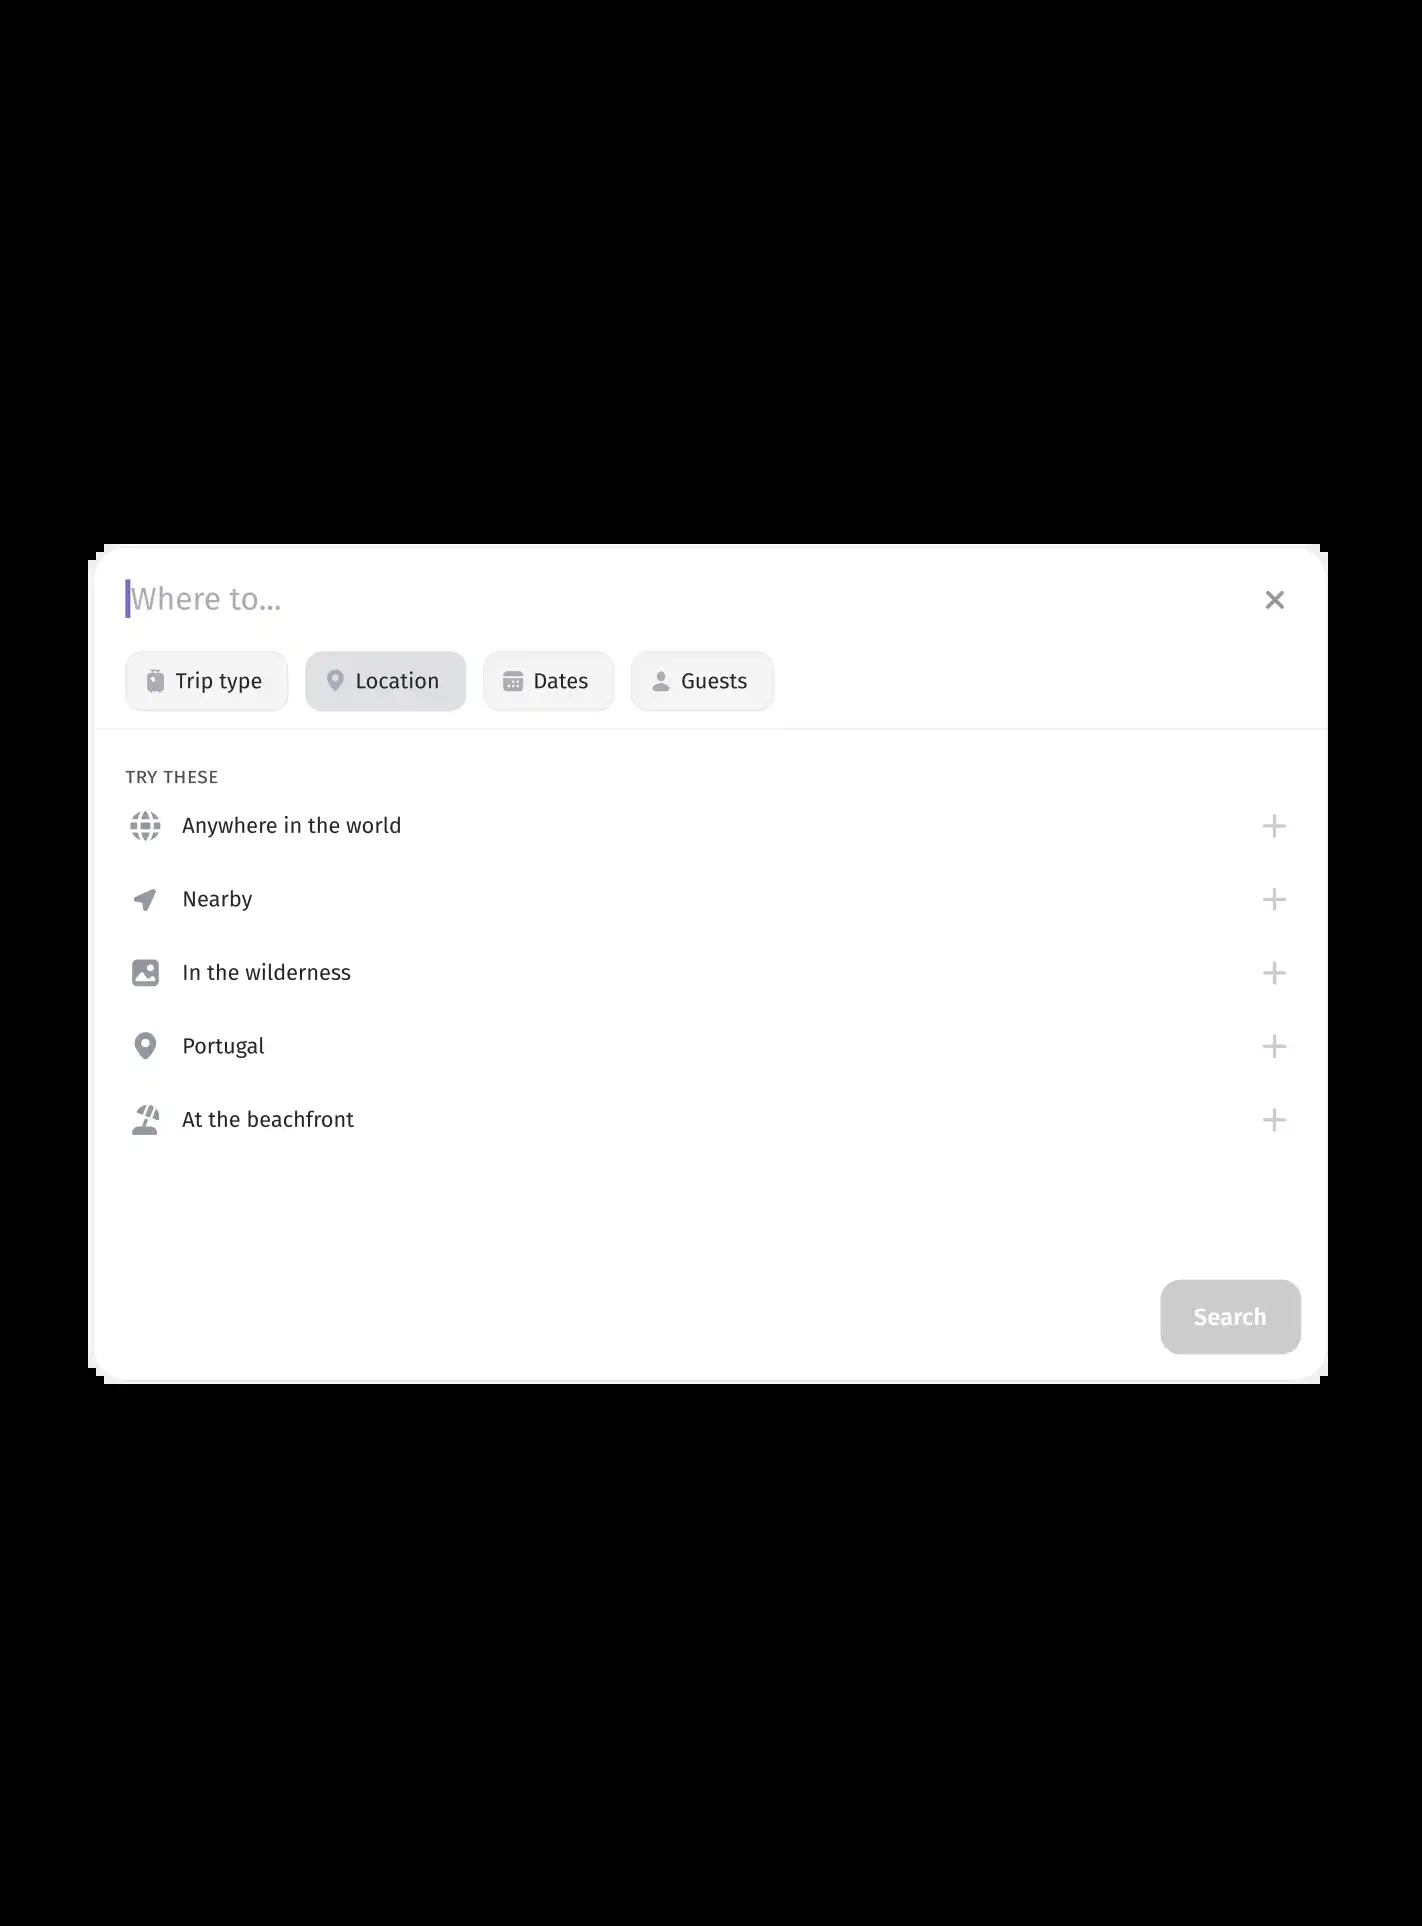 Where to...
Trip type
Location
Dates
Guests
TRY THESE
Anywhere in the world
Nearby
In the wilderness
Portugal
At the beachfront
Search